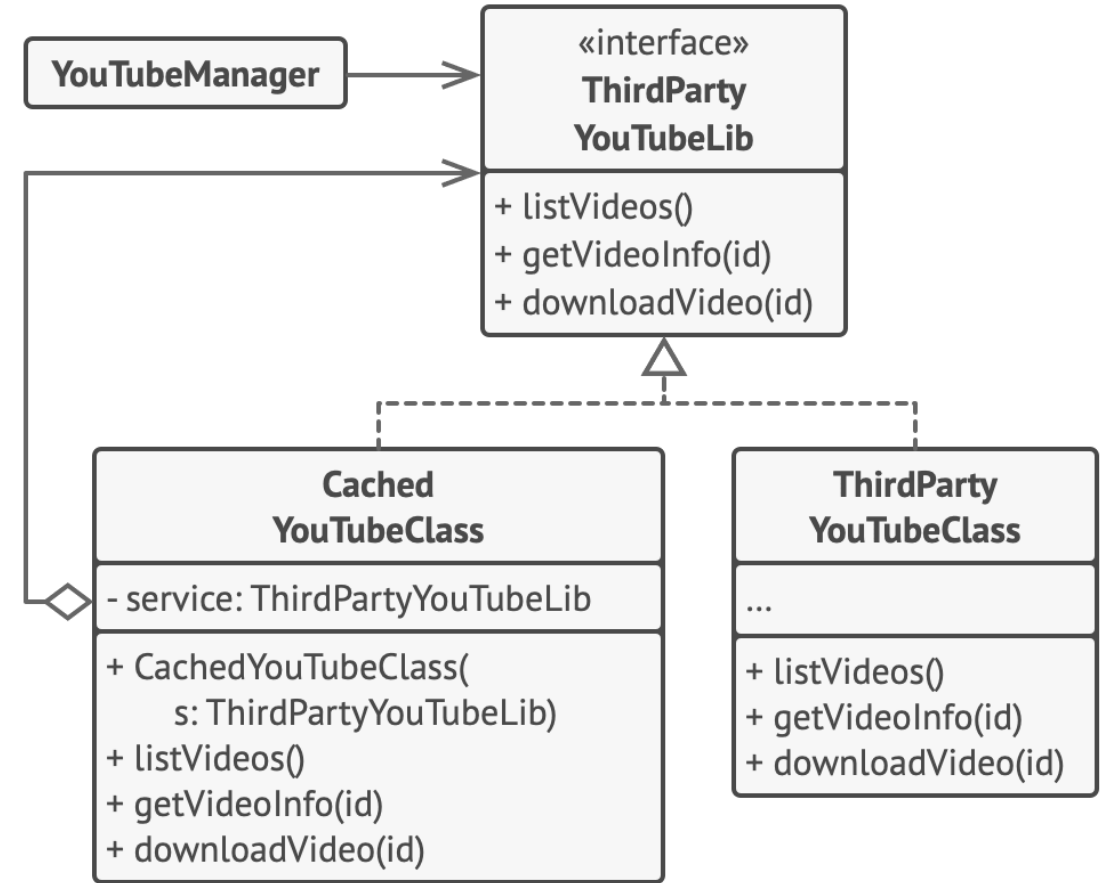 YouTubeManager
«interface»
ThirdParty
YouTubeLib
+ listVideos()
+ getVideoInfo(id)
+ downloadVideo(id)
Cached
YouTubeClass
- service: ThirdPartyYouTubeLib
+ CachedYouTubeClass(
s: ThirdPartyYouTubeLib)
+ listVideos()
+ getVideoInfo(id)
+ downloadVideo(id)
ThirdParty
YouTubeClass
...
+ listVideos()
+ getVideoInfo(id)
+ downloadVideo(id)